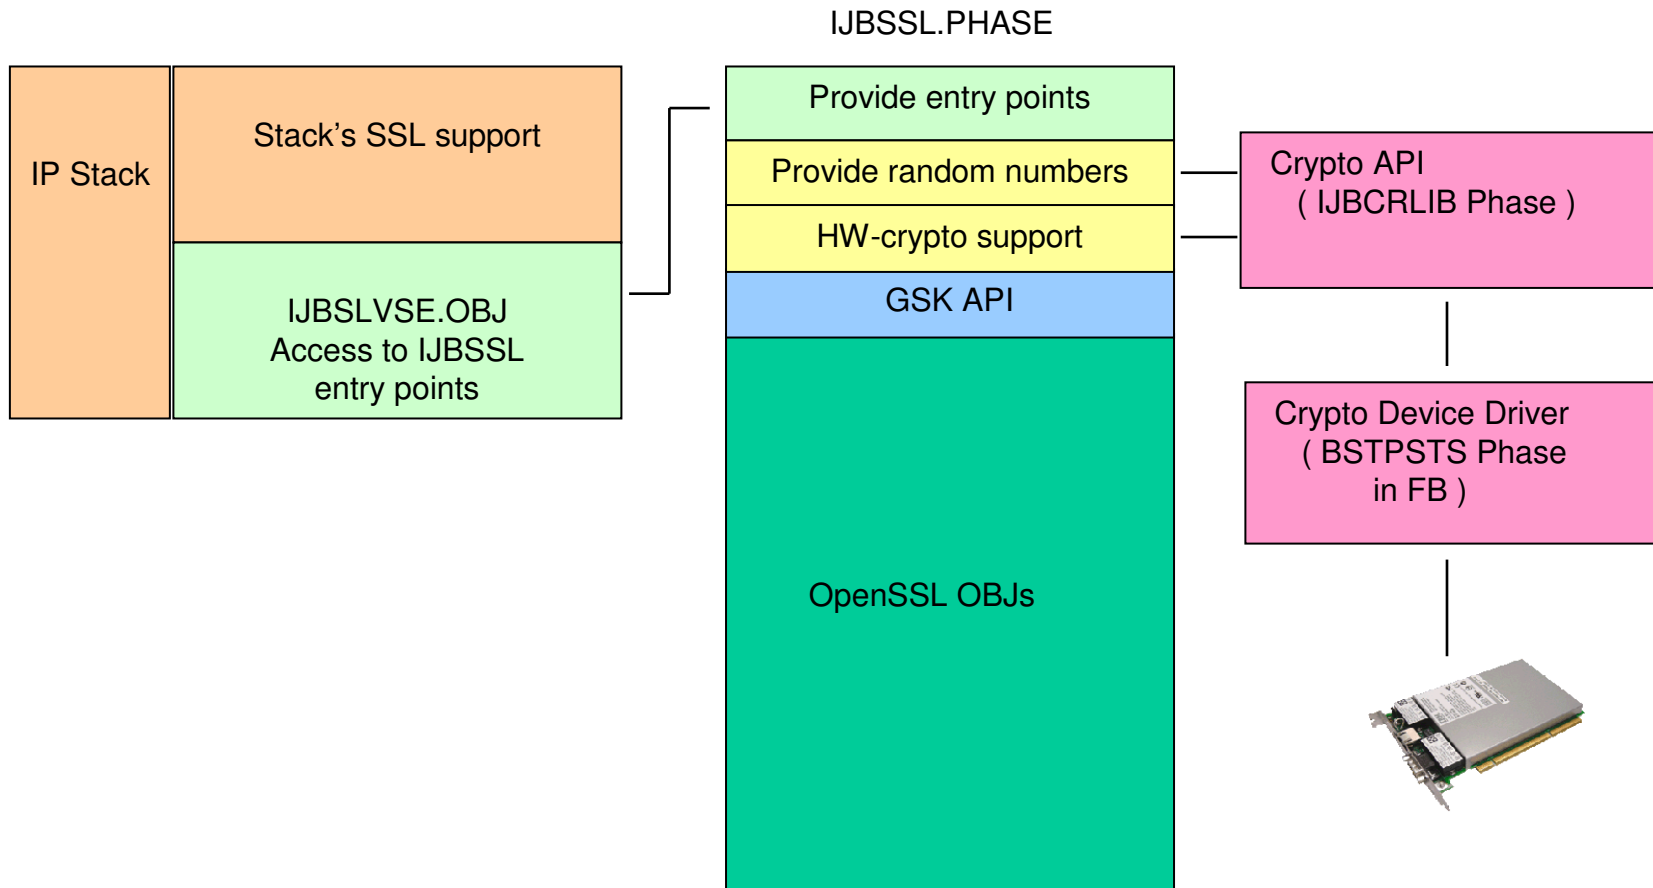 IJBSSL.PHASE
IP Stack
Stack's SSL support
IJBSLVSE.OBJ
Access to IJBSSL
entry points
Provide entry points
Provide random numbers
HW-crypto support
GSK API
OpenSSL OBJs
Crypto API
( IJBCRLIB Phase )
Crypto Device Driver
( BSTPSTS Phase
in FB )